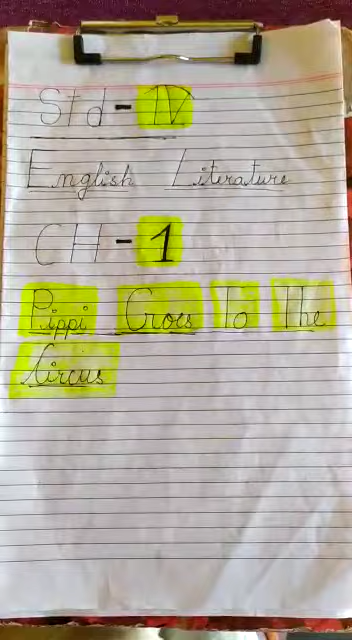 Std - IV
English Literature
CH - 1
Pippi Goes To The
Circus